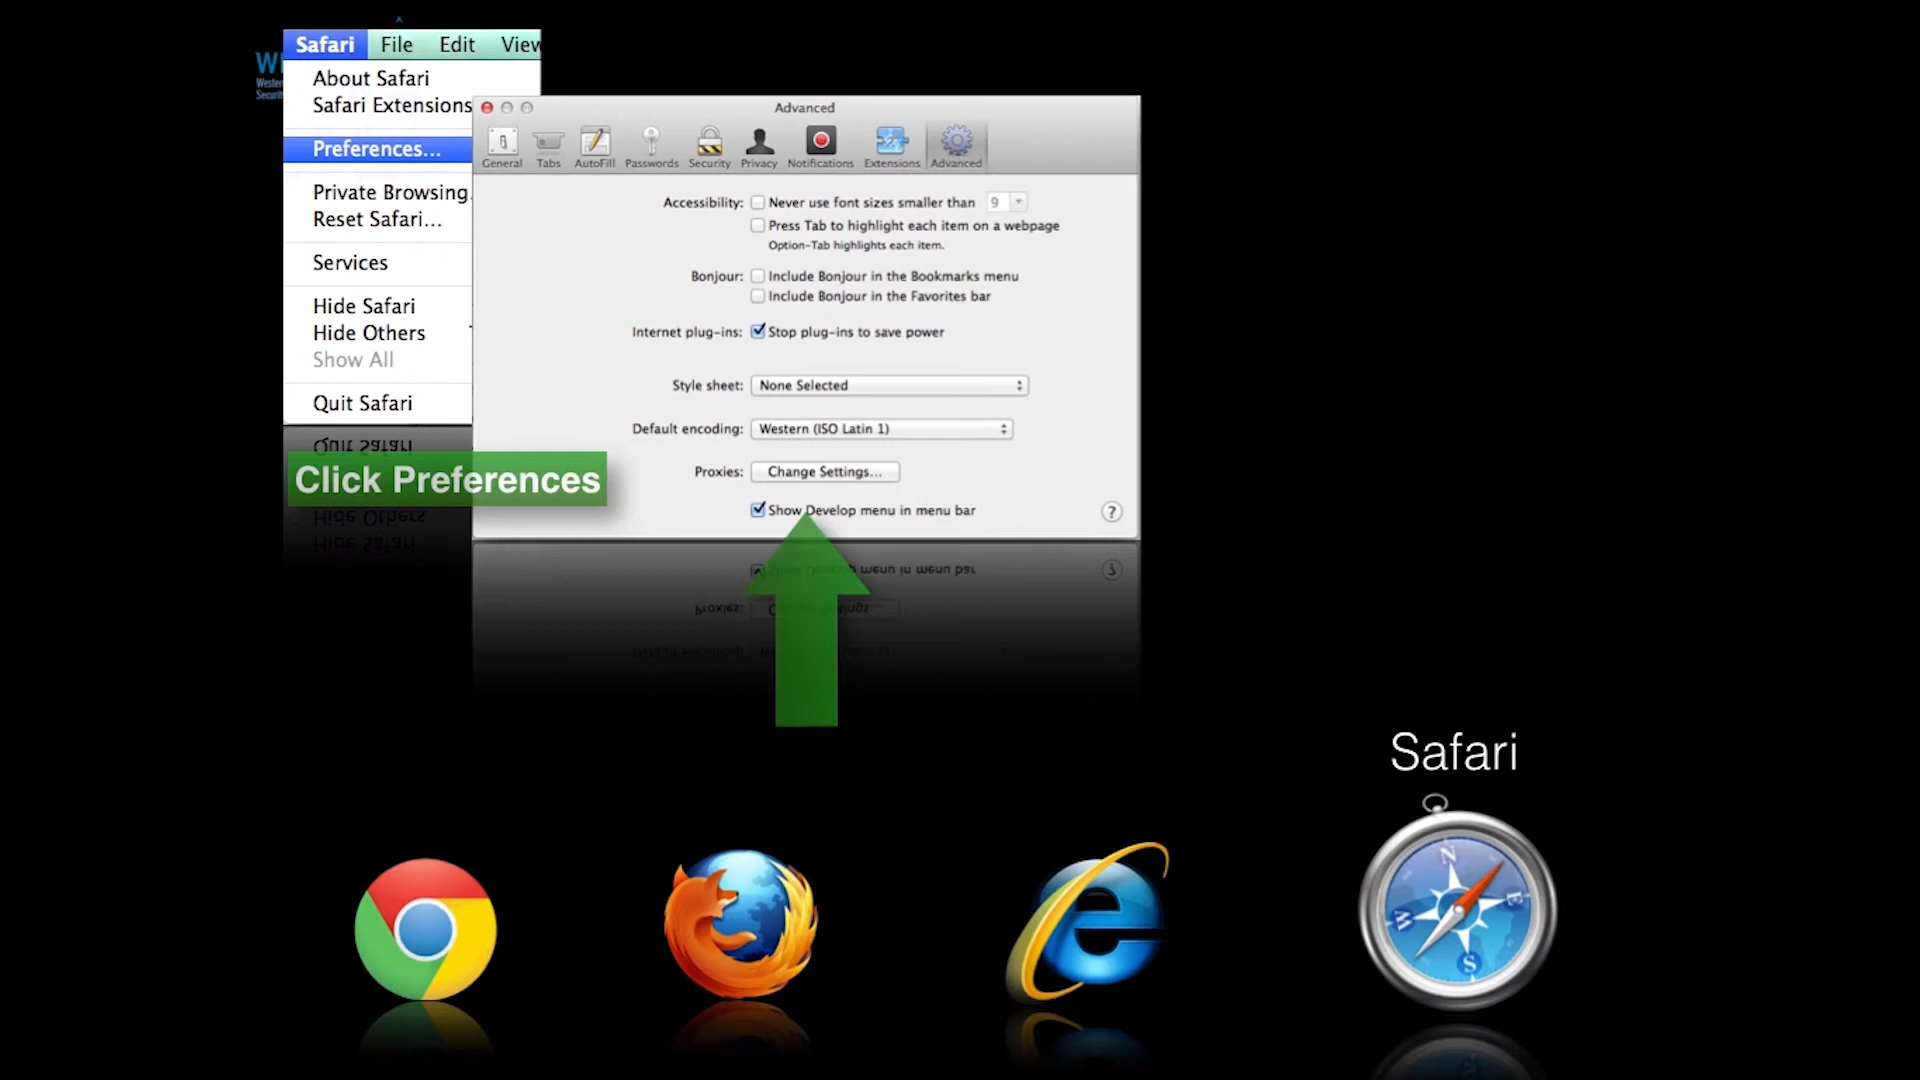 Safari File Edit View
About Safari
Safari Extensions
Preferences...
Private Browsing
Reset Safari...
Services
Hide Safari
Hide Others
Show All
Quit Safari
Click Preferences
Advanced
General Tabs AutoFill Passwords Security Privacy Notifications Extensions Advanced
Accessibility: Never use font sizes smaller than 9
Press Tab to highlight each item on a webpage
Option-Tab highlights each item.
Bonjour: Include Bonjour in the Bookmarks menu
Include Bonjour in the Favorites bar
Internet plug-ins: Stop plug-ins to save power
Style sheet: None Selected
Default encoding: Western (ISO Latin 1)
Proxies: Change Settings...
Show Develop menu in menu bar
?
Safari
N
E
S
W